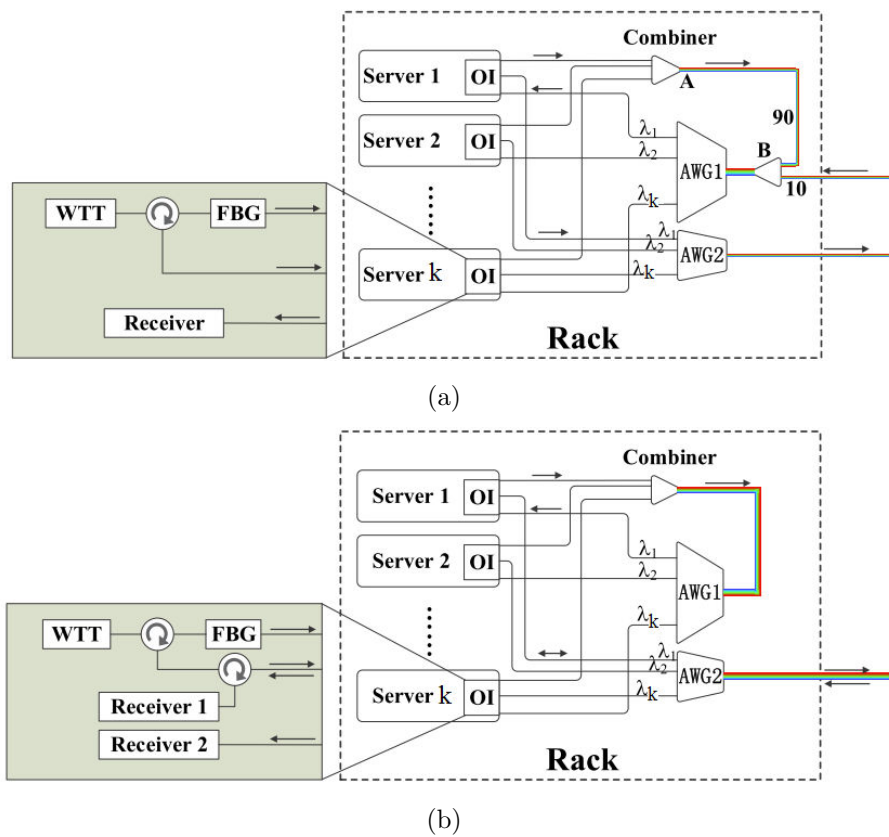 Combiner
Server 1 OI
A
90
Server 2 OI
λ1
λ2
AWG1
B
10
WTT FBG
λk
λ1
λ2
AWG2
Server k OI
λk
Receiver
Rack
(a)
Combiner
Server 1 OI
Server 2 OI
λ1
λ2
AWG1
WTT FBG
λk
λ1
λ2
AWG2
Server k OI
λk
Receiver 1
Receiver 2
Rack
(b)